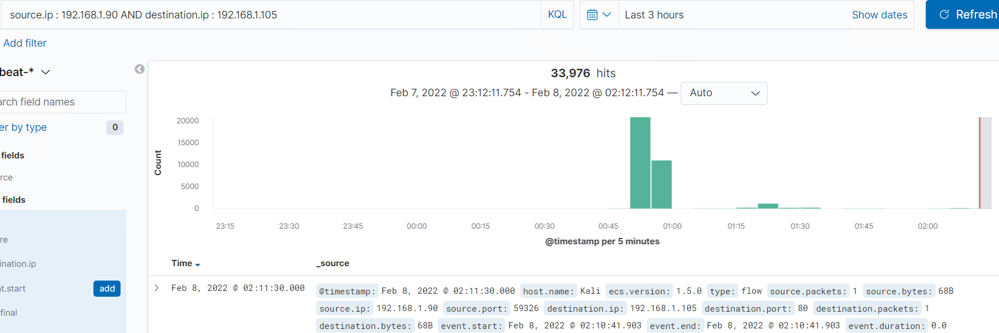 source.ip : 192.168.1.90 AND destination.ip : 192.168.1.105
KQL
Last 3 hours
Show dates
Refresh
Add filter
beat-*
33,976 hits
Feb 7, 2022 @ 23:12:11.754 - Feb 8, 2022 @ 02:12:11.754 —
Auto
arch field names
er by type
0
fields
rce
fields
re
ination.ip
t.start
add
final
Count
20000
15000
10000
5000
0
23:15 23:30 23:45 00:00 00:15 00:30 00:45 01:00 01:15 01:30 01:45 02:00
@timestamp per 5 minutes
Time _source
Feb 8, 2022 @ 02:11:30.000
@timestamp: Feb 8, 2022 @ 02:11:30.000 host.name: Kali ecs.version: 1.5.0 type: flow source.packets: 1 source.bytes: 68B
source.ip: 192.168.1.90 source.port: 59326 destination.ip: 192.168.1.105 destination.port: 80 destination.packets: 1
destination.bytes: 68B event.start: Feb 8, 2022 @ 02:10:41.903 event.end: Feb 8, 2022 @ 02:10:41.903 event.duration: 0.0